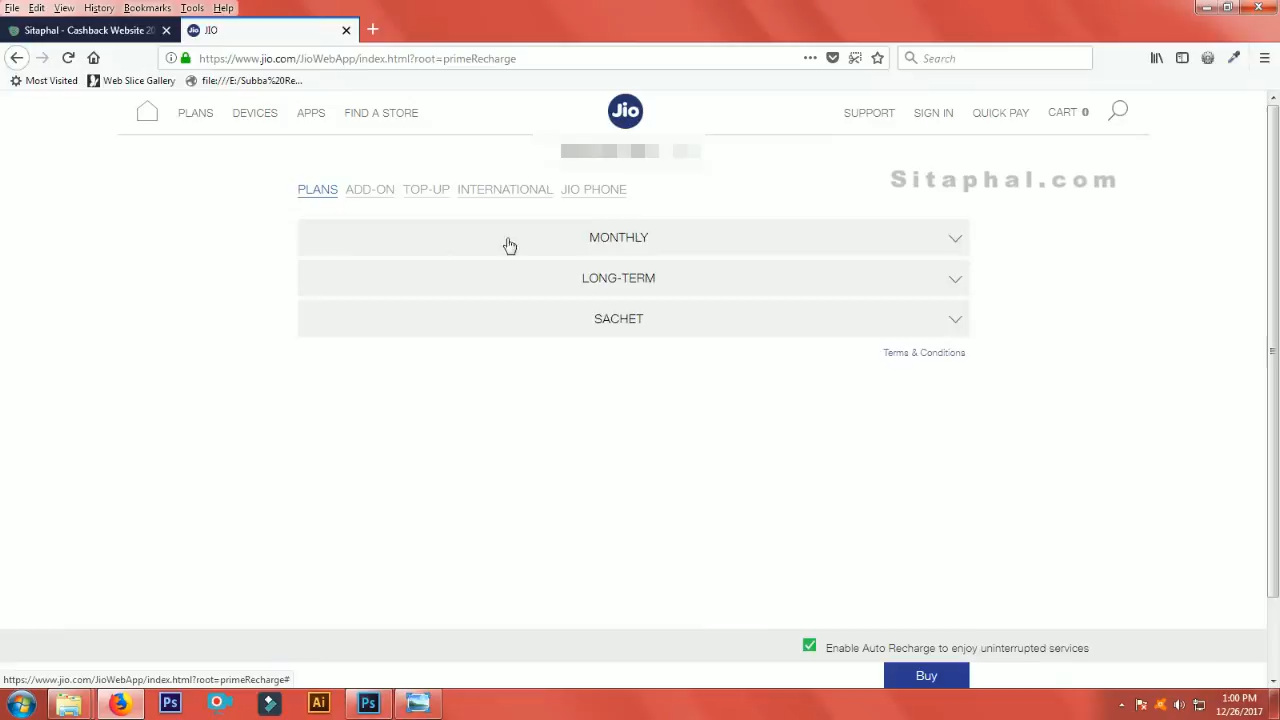 File Edit View History Bookmarks Tools Help
Sitaphal - Cashback Website 20
JIO
https://www.jio.com/JioWebApp/index.html?root=primeRecharge
Search
Most Visited Web Slice Gallery file:///E:/Subba%20Re...
PLANS DEVICES APPS FIND A STORE Jio SUPPORT SIGN IN QUICK PAY CART 0
Sitaphal.com
PLANS ADD-ON TOP-UP INTERNATIONAL JIO PHONE
MONTHLY
LONG-TERM
SACHET
Terms & Conditions
Enable Auto Recharge to enjoy uninterrupted services
Buy
https://www.jio.com/JioWebApp/index.html?root=primeRecharge#
Ps Ai Ps
1:00 PM
12/26/2017